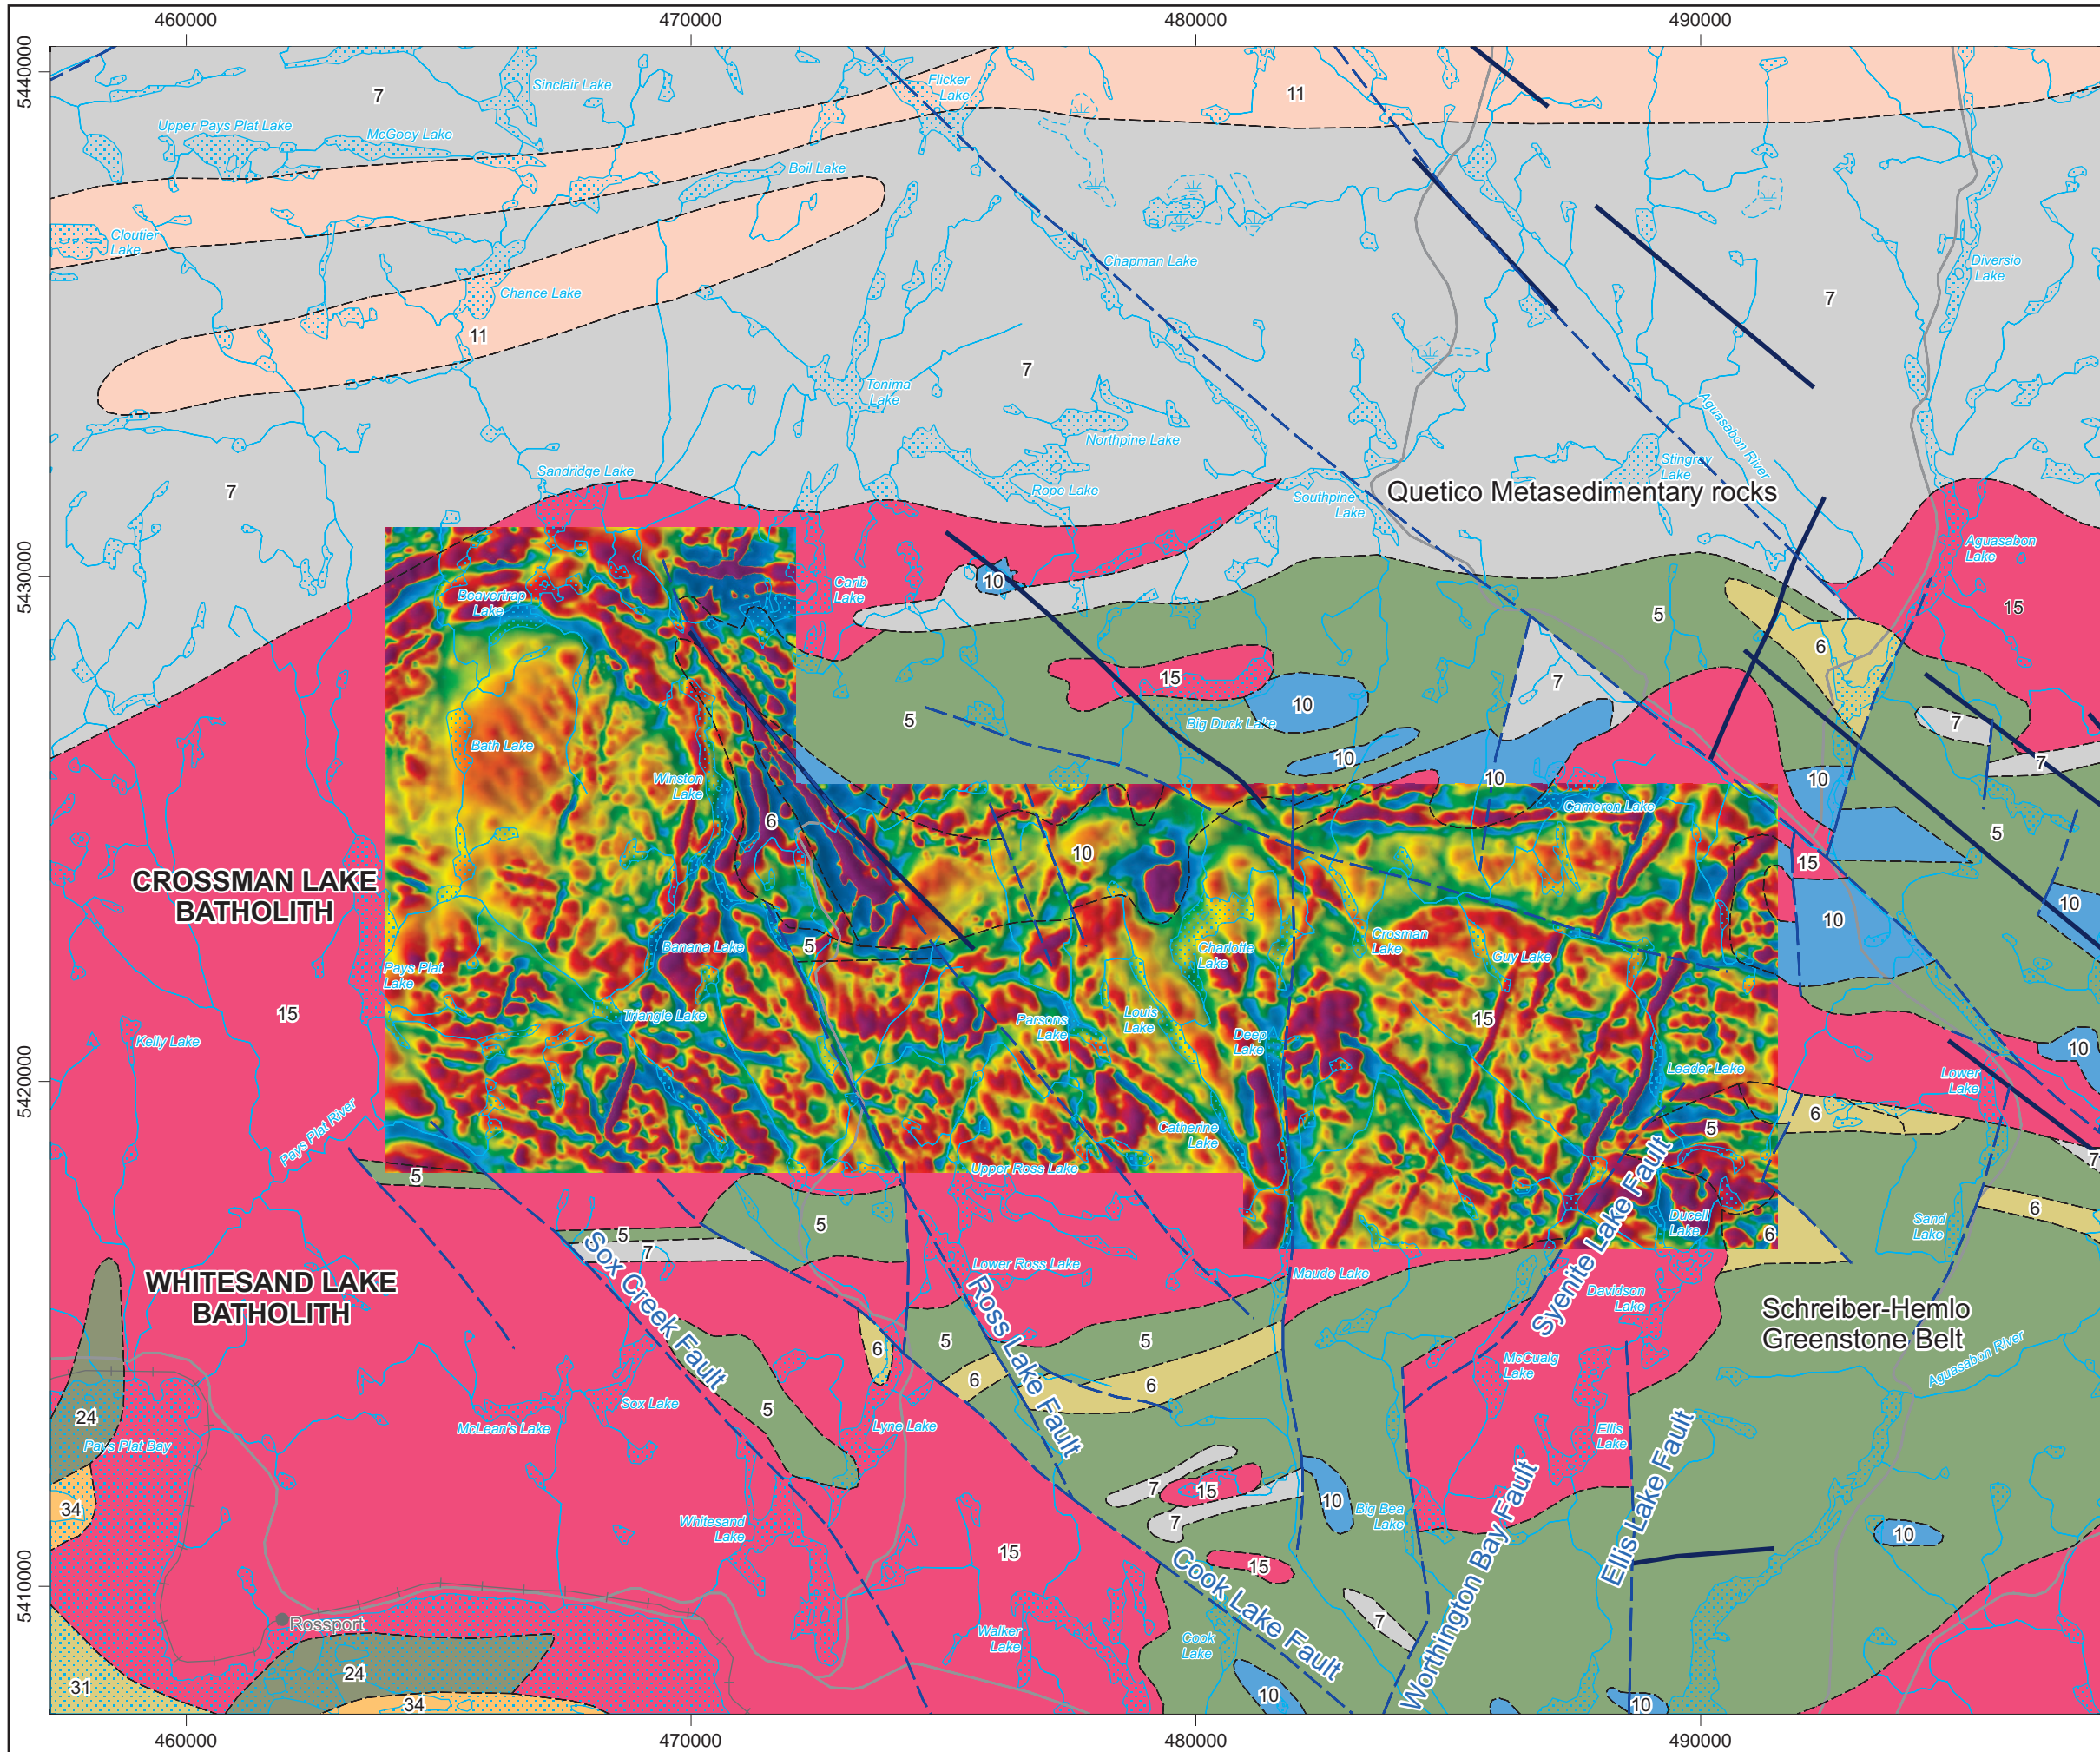 460000 470000 480000 490000
5440000
5430000
5420000
5410000
7
Sinclair Lake
Flicker
Lake
11
Upper Pays Plat Lake
McGoey Lake
Boil Lake
Cloutier
Lake
Chapman Lake
Diversio
Lake
Chance Lake
7
11
7
Tonima
Lake
Aguasabon River
Northpine Lake
Stingray
Lake
Sandridge Lake
7
Rope Lake
Southpine
Lake
Quetico Metasedimentary rocks
Aguasabon
Lake
10
Carib
Lake
Beavertrap
Lake
5
15
6
15
7
10
5
Big Duck Lake
7
Bath Lake
10
7
Winston
Lake
10
10
Cameron Lake
6
5
10
15
CROSSMAN LAKE
BATHOLITH
10
10
Banana Lake
5
Charlotte
Lake
Crosman
Lake
Guy Lake
Pays Plat
Lake
15
Triangle Lake
Parsons
Lake
Louis
Lake
15
Deep
Lake
Kelly Lake
10
Leader Lake
Lower
Lake
6
Pays Plat River
Catherine
Lake
5
7
Upper Ross Lake
5
6
5
5
7
Ducell
Lake
6
Sand
Lake
Sox Creek Fault
Lower Ross Lake
Maude Lake
Syenite Lake Fault
Davidson
Lake
WHITESAND LAKE
BATHOLITH
Ross Lake Fault
Schreiber-Hemlo
Greenstone Belt
6
5
5
McCuaig
Lake
Aguasabon River
6
6
24
5
Sox Lake
McLean's Lake
Lyne Lake
Ellis
Lake
Pays Plat Bay
Ellis Lake Fault
7
15
10
34
Whitesand
Lake
7
Big Bea
Lake
10
15
15
Cook Lake Fault
Worthington Bay Fault
7
Rossport
Walker
Lake
Cook
Lake
24
31
34
10
10
460000 470000 480000 490000